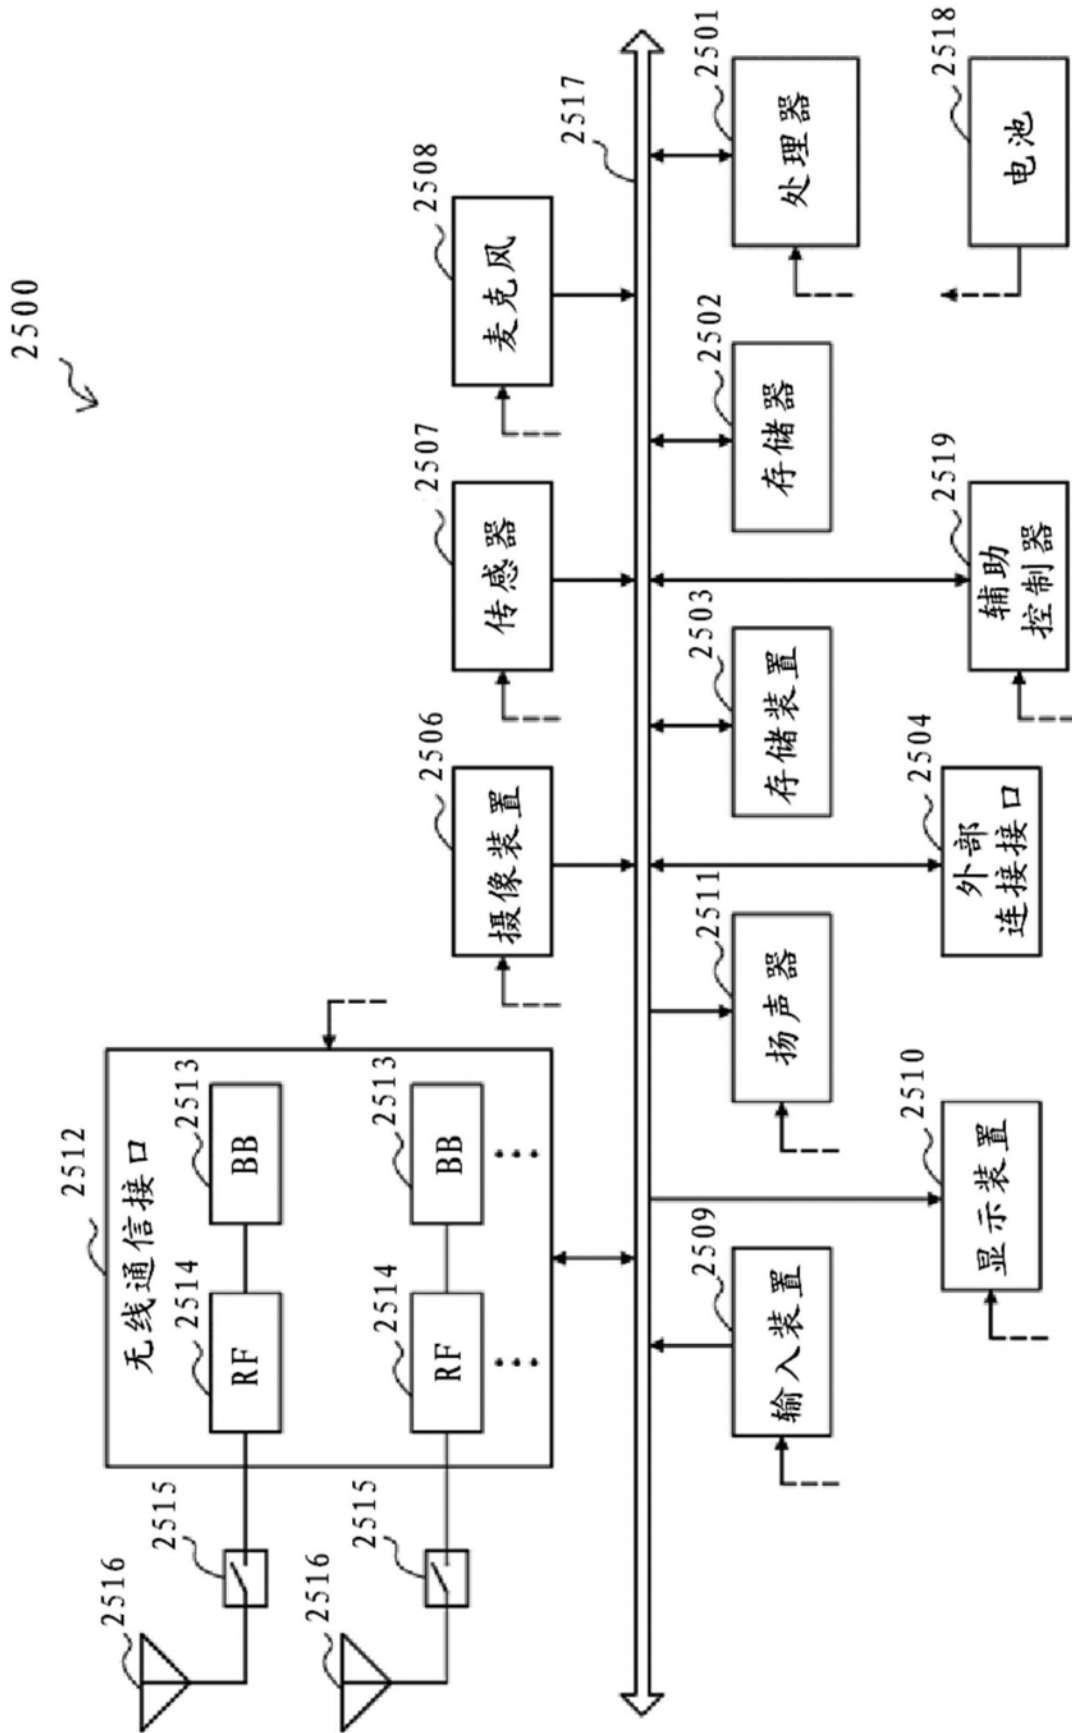 2500
2512
无线通信接口
2516
2515
2514
RF
2513
BB
2516
2515
2514
RF
2513
BB
...
...
2506
摄像装置
2507
传感器
2508
麦克风
2517
2509
输入装置
2511
扬声器
2503
存储装置
2502
存储器
2501
处理器
2510
显示装置
2504
外部
连接接口
2519
辅助
控制器
2518
电池